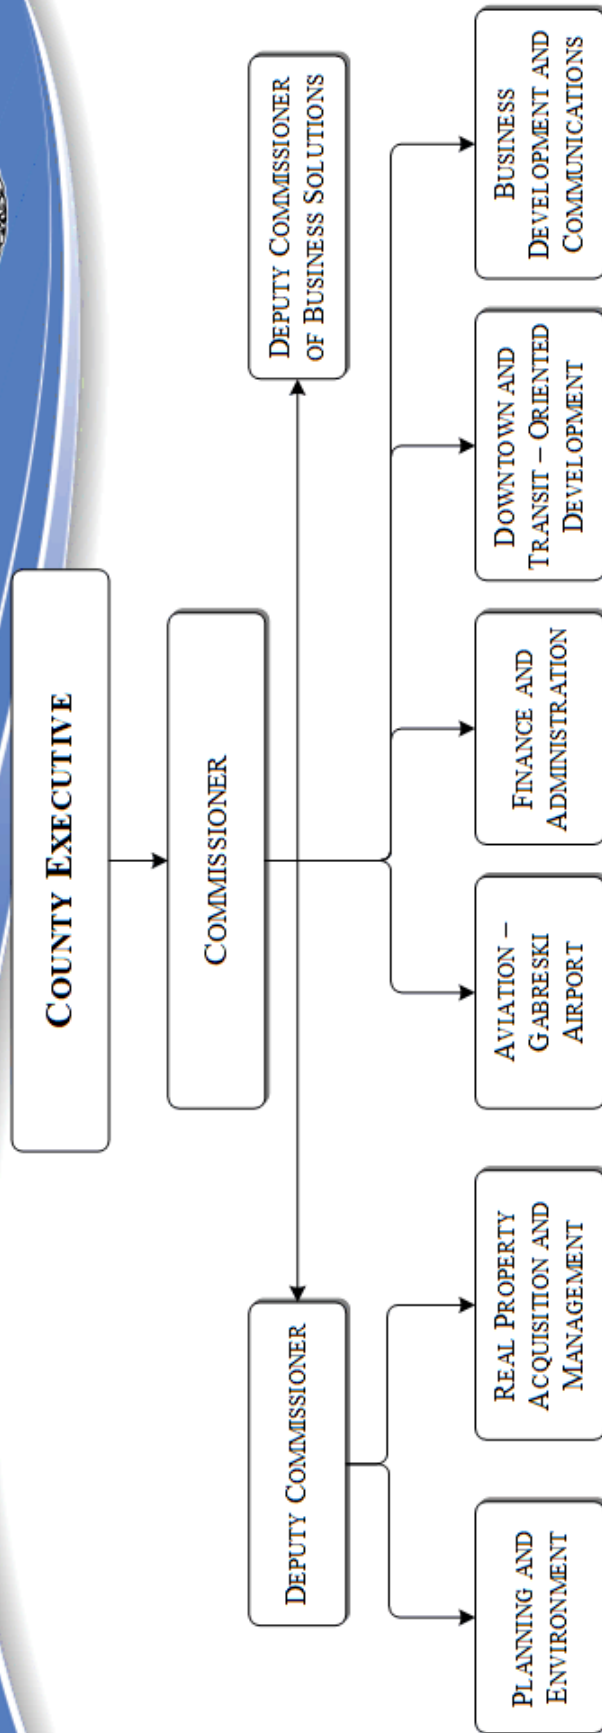 COUNTY EXECUTIVE
COMMISSIONER
DEPUTY COMMISSIONER
DEPUTY COMMISSIONER
OF BUSINESS SOLUTIONS
PLANNING AND
ENVIRONMENT
REAL PROPERTY
ACQUISITION AND
MANAGEMENT
AVIATION –
GABRESKI
AIRPORT
FINANCE AND
ADMINISTRATION
DOWNTOWN AND
TRANSIT – ORIENTED
DEVELOPMENT
BUSINESS
DEVELOPMENT AND
COMMUNICATIONS